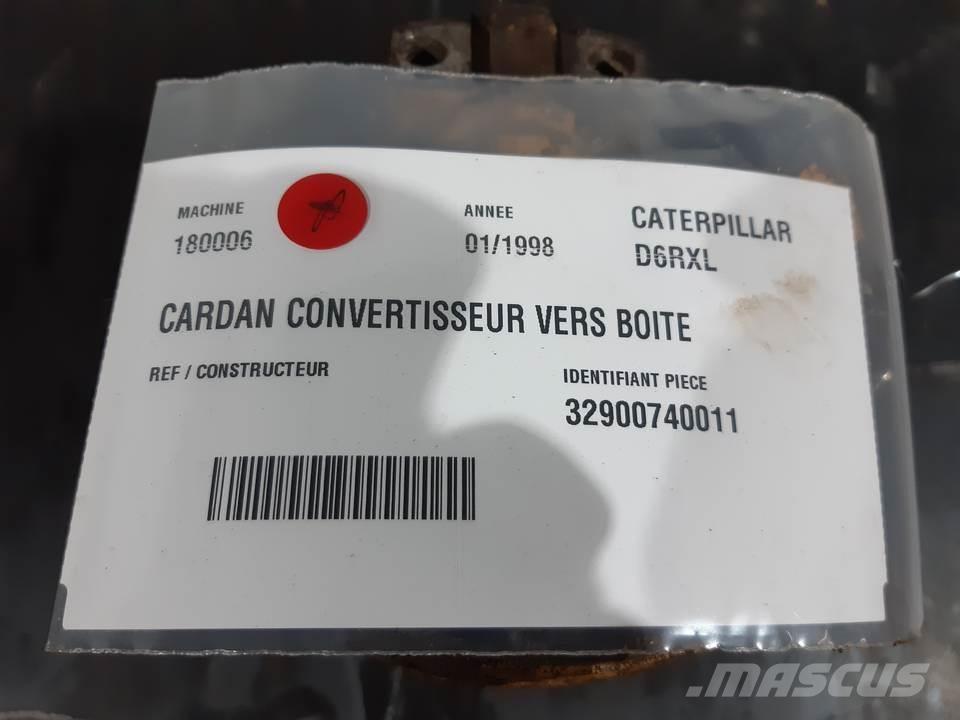 MACHINE
180006
ANNEE
01/1998
CATERPILLAR
D6RXL
CARDAN CONVERTISSEUR VERS BOITE
REF / CONSTRUCTEUR
IDENTIFIANT PIECE
32900740011
MASCUS